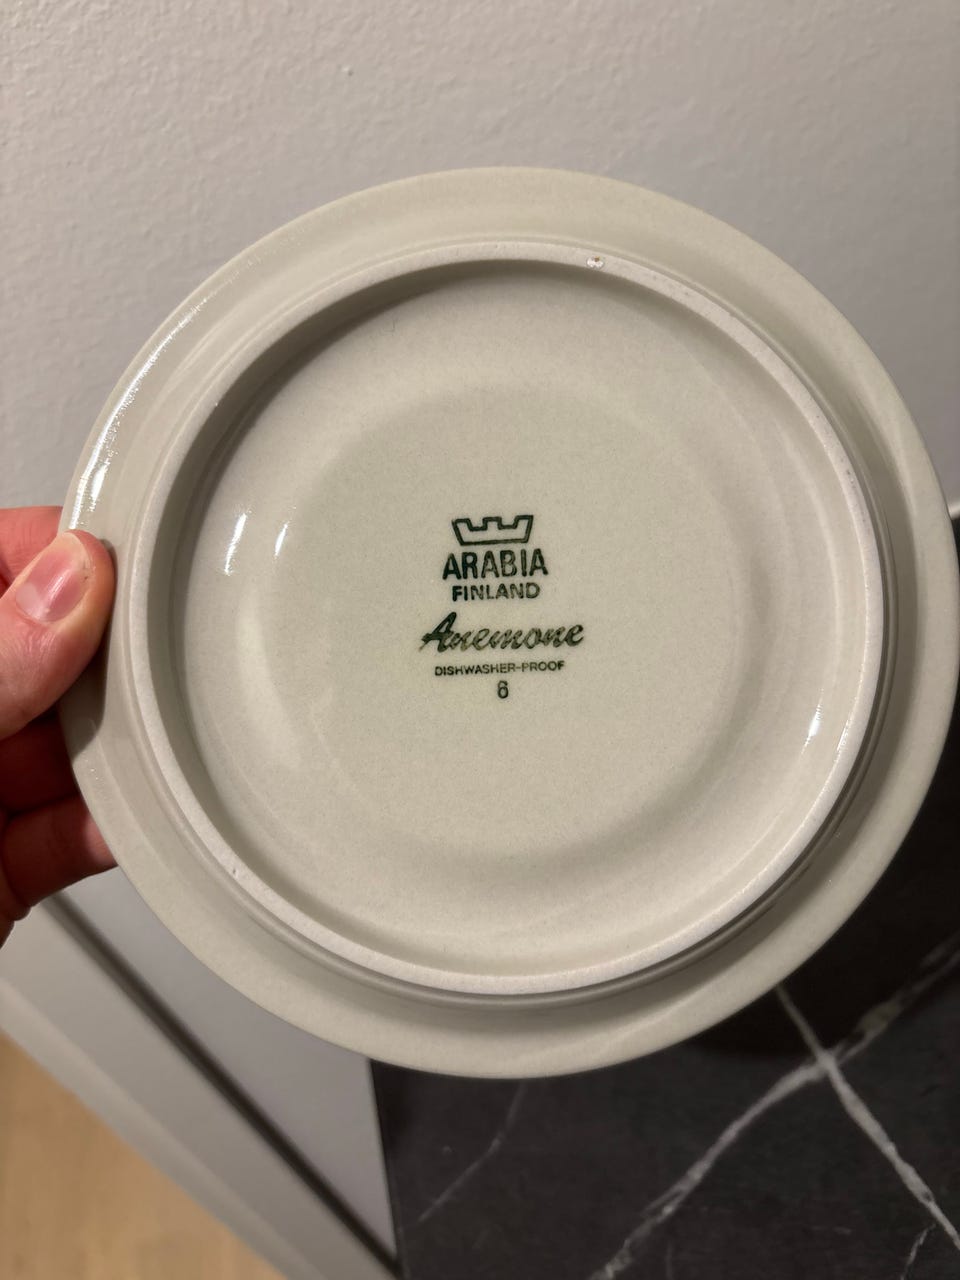 ARABIA
FINLAND
Anemone
DISHWASHER-PROOF
6